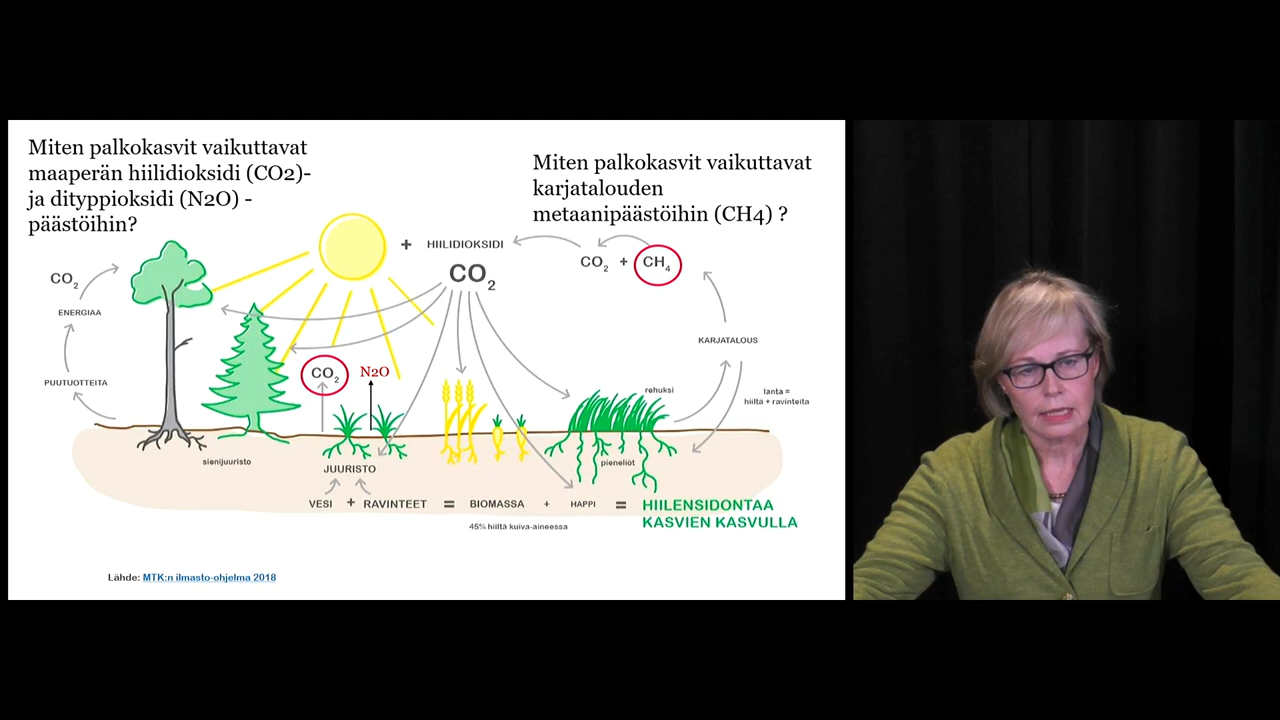 Miten palkokasvit vaikuttavat
maaperän hiilidioksidi (CO2)-
ja dityppioksidi (N2O) -
päästöihin?
Miten palkokasvit vaikuttavat
karjatalouden
metaanipäästöihin (CH4) ?
+ HIILIDIOKSIDI
CO2
CO2 + CH4
CO2
ENERGIAA
PUUTUOTTEITA
KARJATALOUS
lanta =
hiiltä + ravinteita
rehuksi
CO2
N2O
sienijuuristo
JUURISTO
pieneliöt
VESI + RAVINTEET = BIOMASSA + HAPPI = HIILENSIDONTAA
KASVIEN KASVULLA
45% hiiltä kuiva-aineessa
Lähde: MTK:n ilmasto-ohjelma 2018